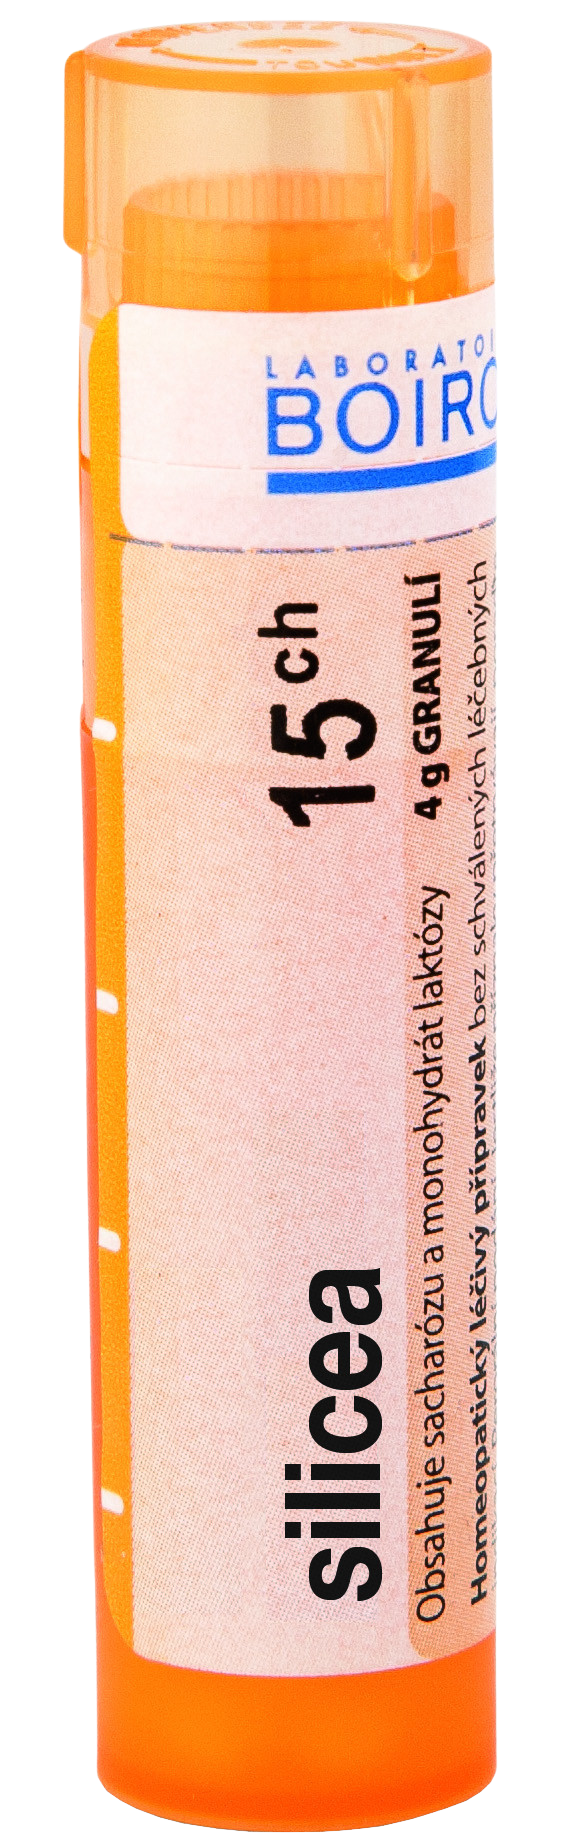 LABORATOI
BOIRO
15 ch
silicea
4 g GRANULÍ
Obsahuje sacharózu a monohydrát laktózy
Homeopatický léčivý přípravek bez schválených léčebných